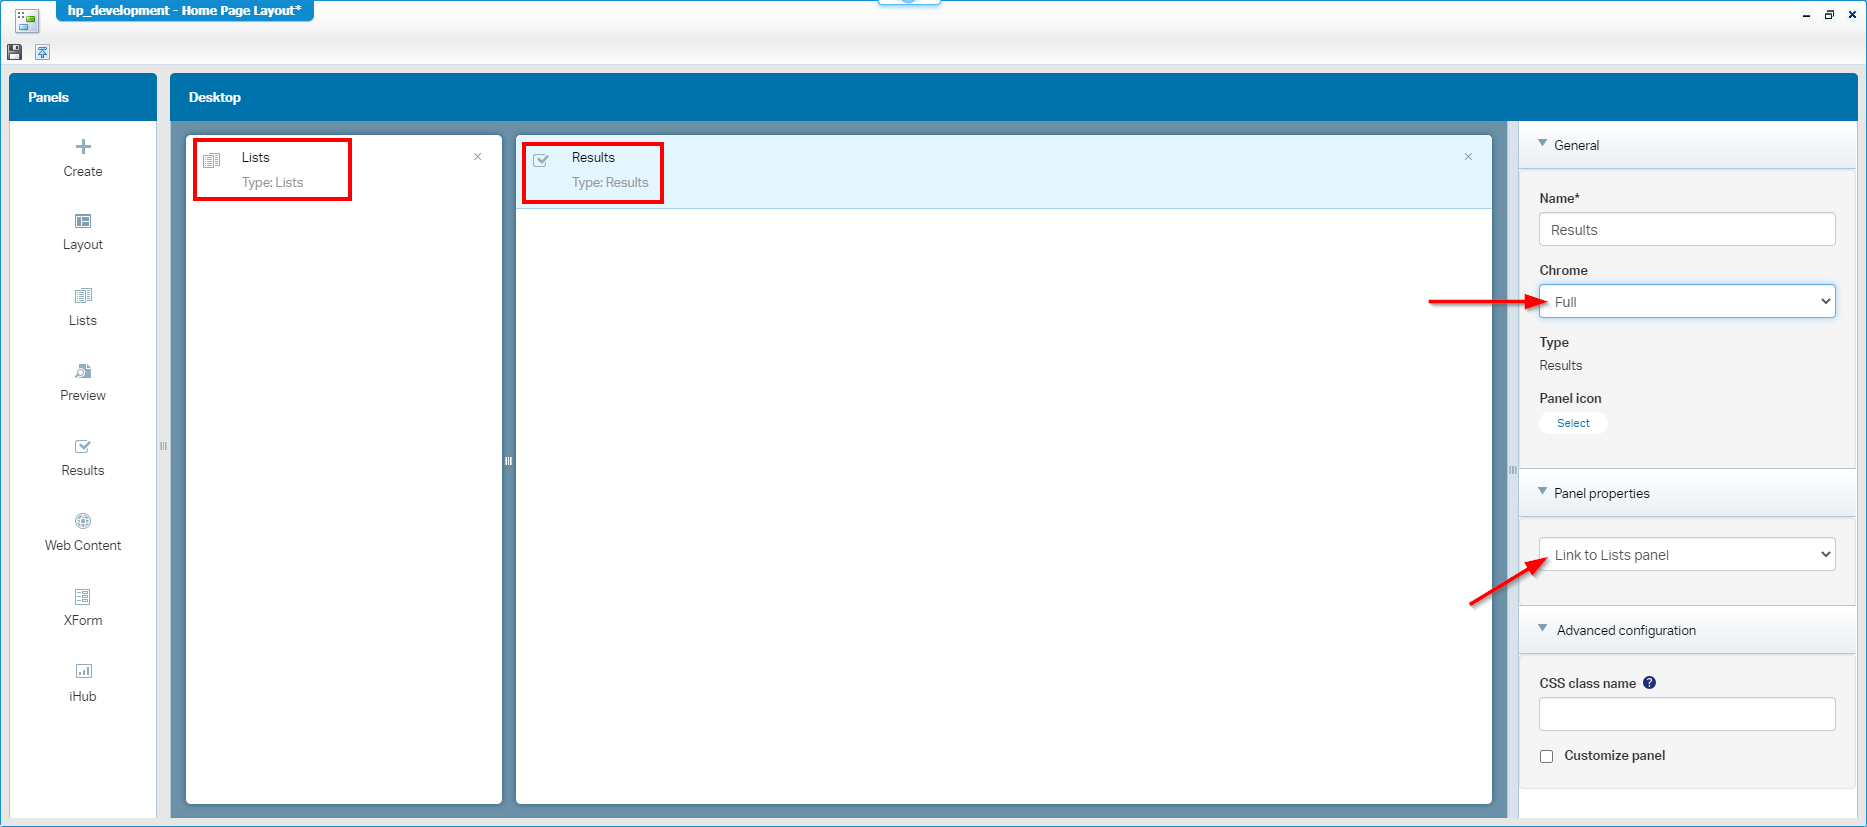 hp_development - Home Page Layout*
Panels
Desktop
Create
Layout
Lists
Preview
Results
Web Content
XForm
iHub
Lists
Type: Lists
Results
Type: Results
General
Name*
Results
Chrome
Full
Type
Results
Panel icon
Select
Panel properties
Link to Lists panel
Advanced configuration
CSS class name ?
Customize panel